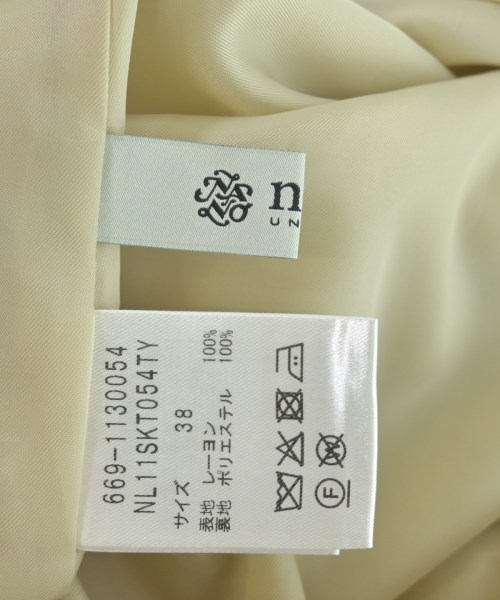 n
669-1130054
NL11SKT054TY
サイズ 38
表地 レーヨン 100%
裏地 ポリエステル 100%
F